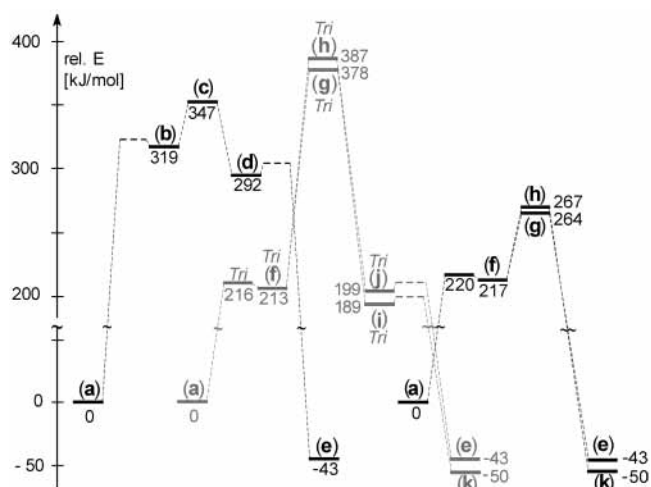 400
rel. E
[kJ/mol]
300
200
0
- 50
(a)
0
(b)
319
(c)
347
(d)
292
(e)
-43
(a)
0
Tri
216
Tri
(f)
213
Tri
(h)
387
378
(g)
Tri
199
(j)
189
(i)
Tri
(e)
-43
-50
(k)
(a)
0
220
(f)
217
(h)
267
264
(g)
(e)
-43
-50
(k)
~
~
~
~
~
~